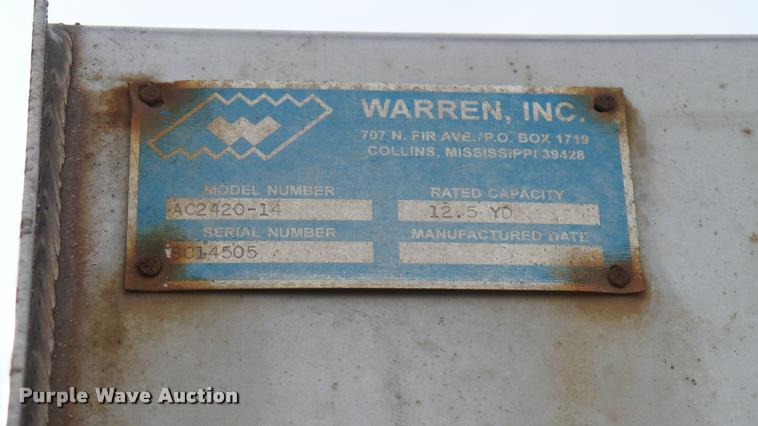 WARREN, INC.
707 N. FIR AVE./P.O. BOX 1719
COLLINS, MISSISSIPPI 39428
MODEL NUMBER RATED CAPACITY
AC2420-14 12.5 YD
SERIAL NUMBER MANUFACTURED DATE
SC14505
Purple Wave Auction